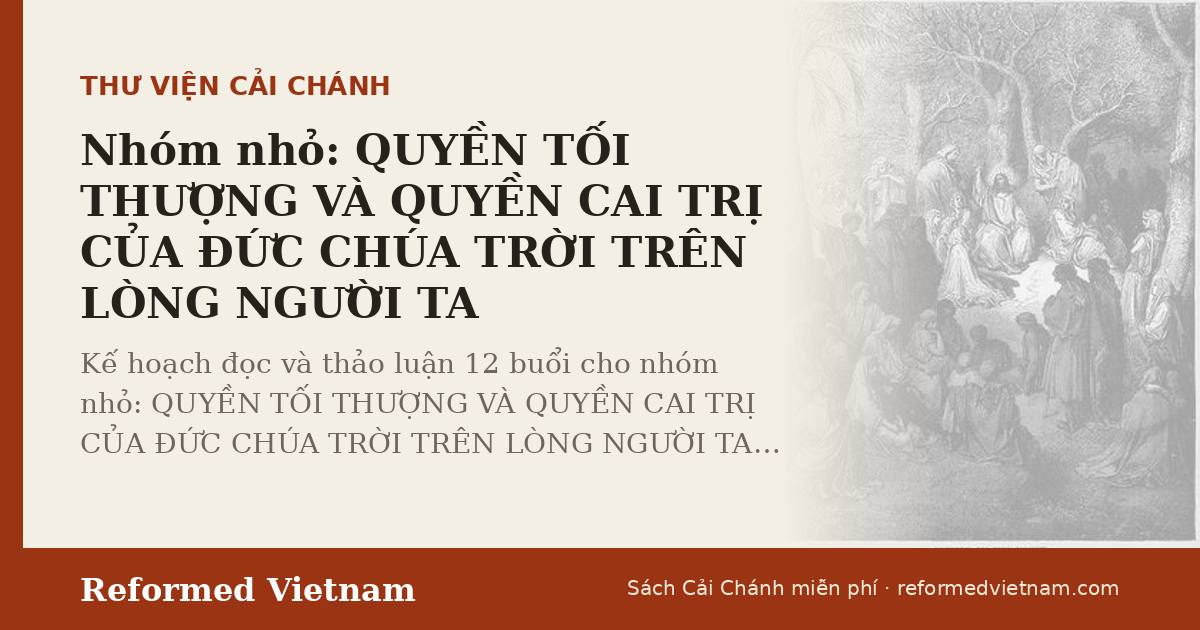 THƯ VIỆN CẢI CHÁNH
Nhóm nhỏ: QUYỀN TỐI
THƯỢNG VÀ QUYỀN CAI TRỊ
CỦA ĐỨC CHÚA TRỜI TRÊN
LÒNG NGƯỜI TA
Kế hoạch đọc và thảo luận 12 buổi cho nhóm
nhỏ: QUYỀN TỐI THƯỢNG VÀ QUYỀN CAI TRỊ
CỦA ĐỨC CHÚA TRỜI TRÊN LÒNG NGƯỜI TA...
Reformed Vietnam
Sách Cải Chánh miễn phí · reformedvietnam.com